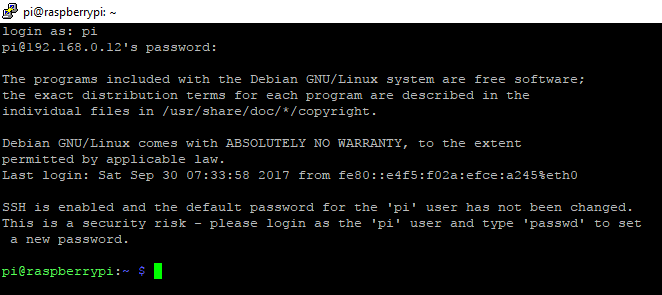 pi@raspberrypi: ~
login as: pi
pi@192.168.0.12's password:
The programs included with the Debian GNU/Linux system are free software;
the exact distribution terms for each program are described in the
individual files in /usr/share/doc/*/copyright.
Debian GNU/Linux comes with ABSOLUTELY NO WARRANTY, to the extent
permitted by applicable law.
Last login: Sat Sep 30 07:33:58 2017 from fe80::e4f5:f02a:efce:a245%eth0
SSH is enabled and the default password for the 'pi' user has not been changed.
This is a security risk - please login as the 'pi' user and type 'passwd' to set
a new password.
pi@raspberrypi:~ $